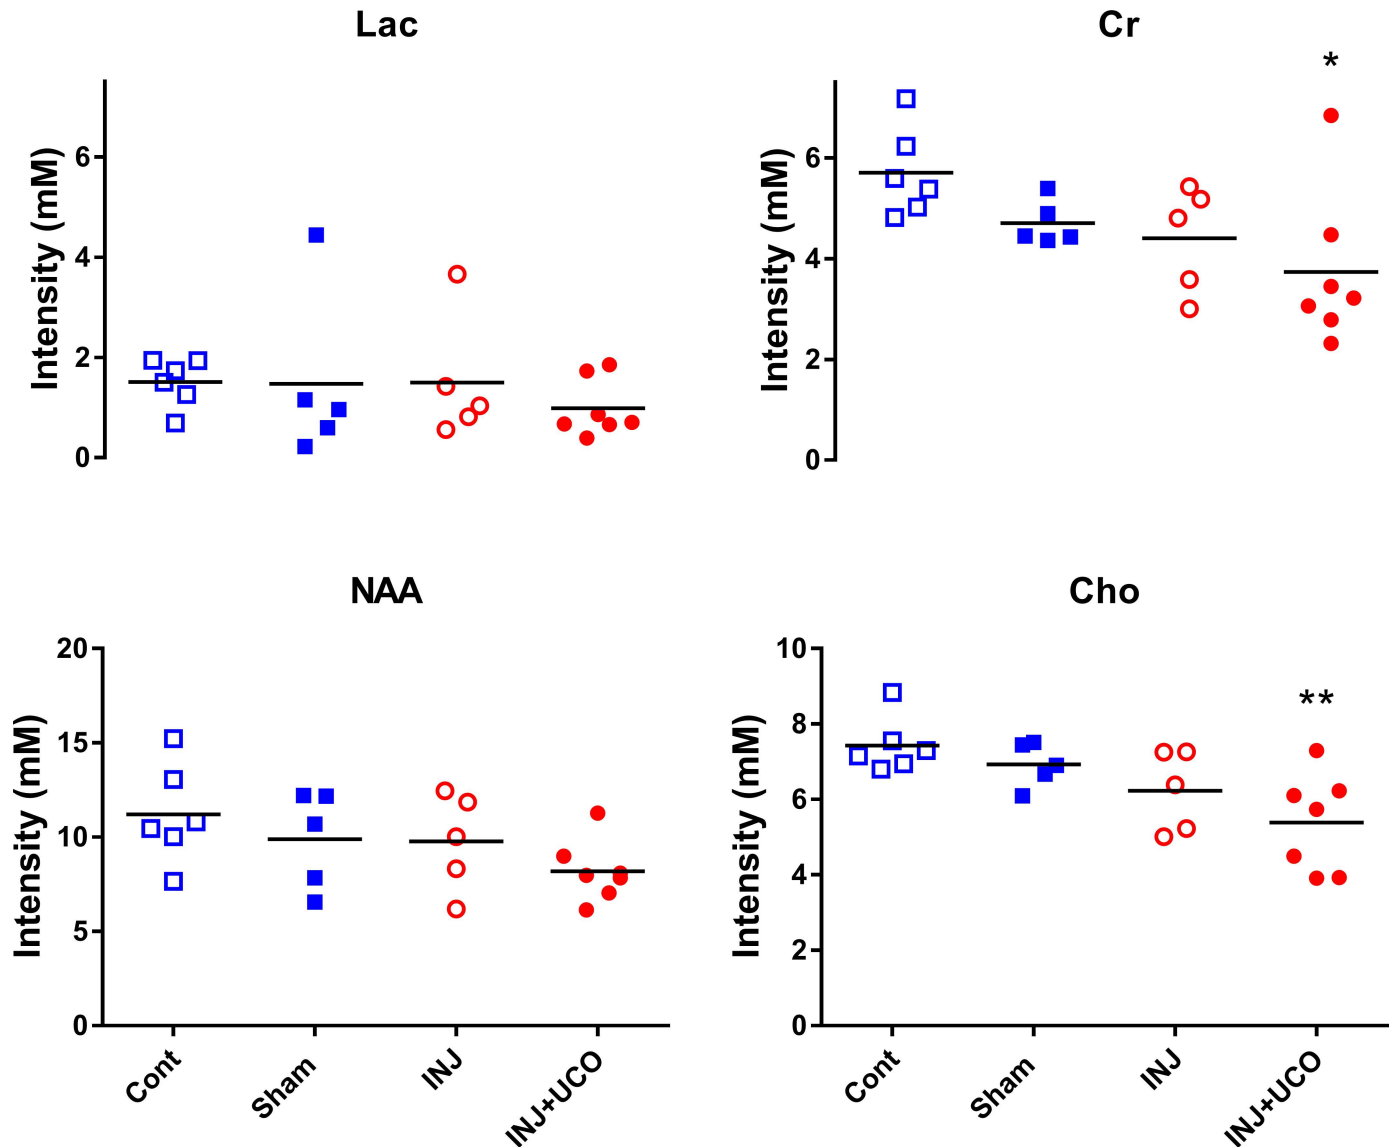 Lac
Intensity (mM)
6
4
2
0
Cr
*
Intensity (mM)
6
4
2
0
NAA
Intensity (mM)
20
15
10
5
0
Cont
Sham
INJ
INJ+UCO
Cho
**
Intensity (mM)
10
8
6
4
2
0
Cont
Sham
INJ
INJ+UCO